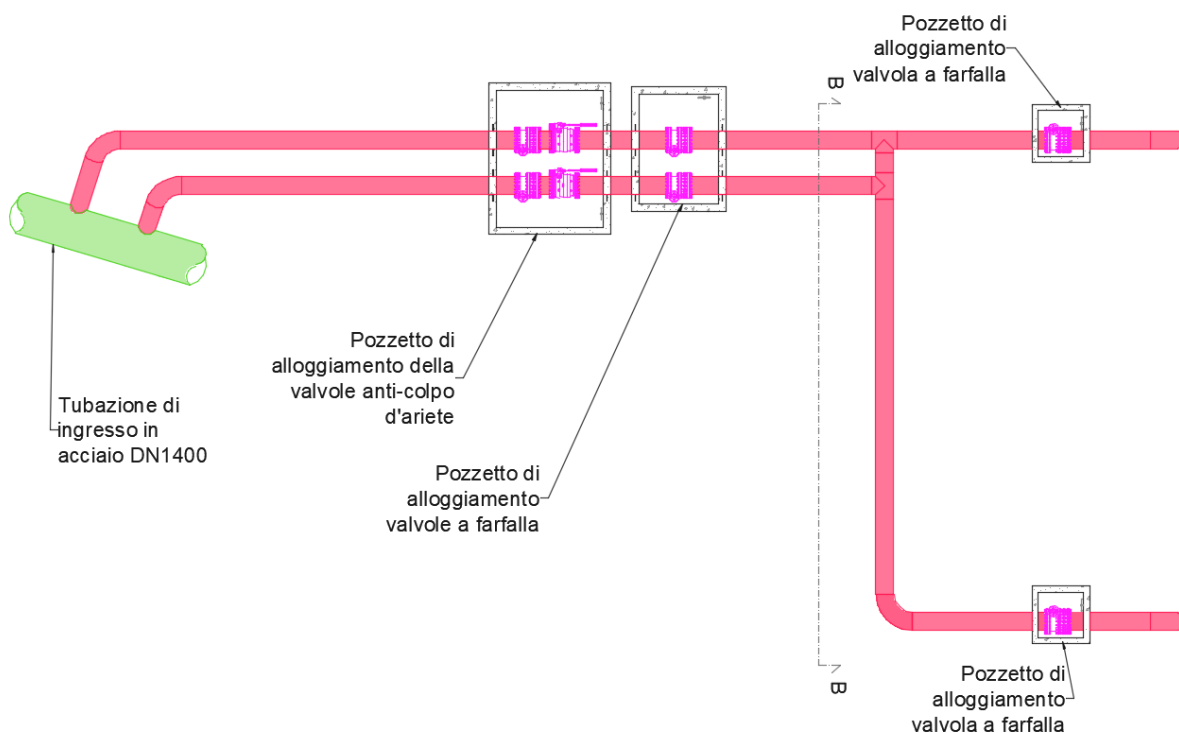 Pozzetto di
alloggiamento
valvola a farfalla
B
Pozzetto di
alloggiamento della
valvole anti-colpo
d'ariete
Tubazione di
ingresso in
acciaio DN1400
Pozzetto di
alloggiamento
valvole a farfalla
B
Pozzetto di
alloggiamento
valvola a farfalla